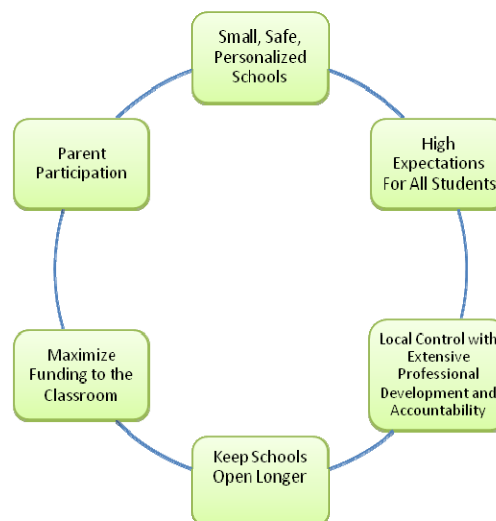 Small, Safe,
Personalized
Schools
High
Expectations
For All Students
Local Control with
Extensive
Professional
Development and
Accountability
Keep Schools
Open Longer
Maximize
Funding to the
Classroom
Parent
Participation